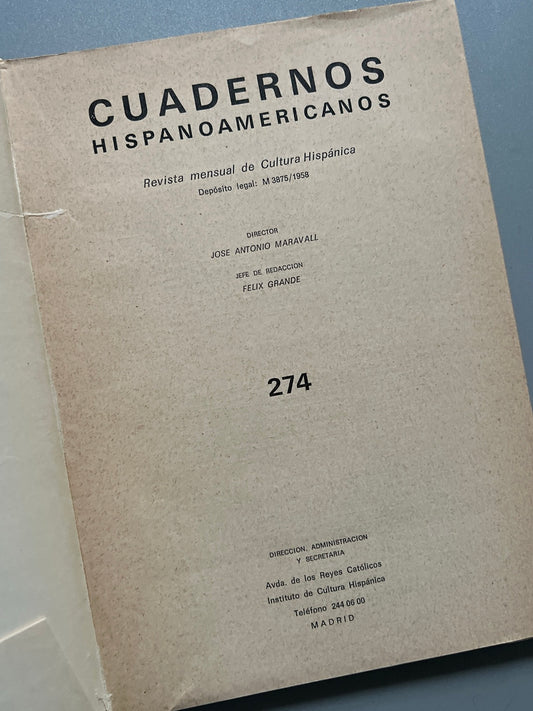 CUADERNOS
HISPANOAMERICANOS
Revista mensual de Cultura Hispánica
Depósito legal: M 3875/1958
DIRECTOR
JOSE ANTONIO MARAVALL
JEFE DE REDACCION
FELIX GRANDE
274
DIRECCION, ADMINISTRACION
Y SECRETARIA
Avda. de los Reyes Católicos
Instituto de Cultura Hispánica
Teléfono 244 06 00
MADRID